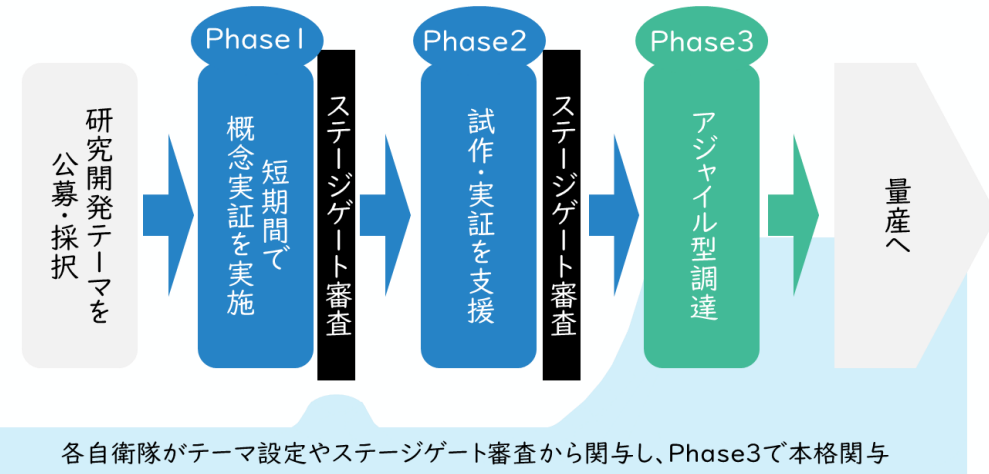 研究開発テーマを
公募・採択
Phase1
短期間で
概念実証を実施
ステージゲート審査
Phase2
試作・実証を支援
ステージゲート審査
Phase3
アジャイル型調達
量産へ
各自衛隊がテーマ設定やステージゲート審査から関与し、Phase3で本格関与